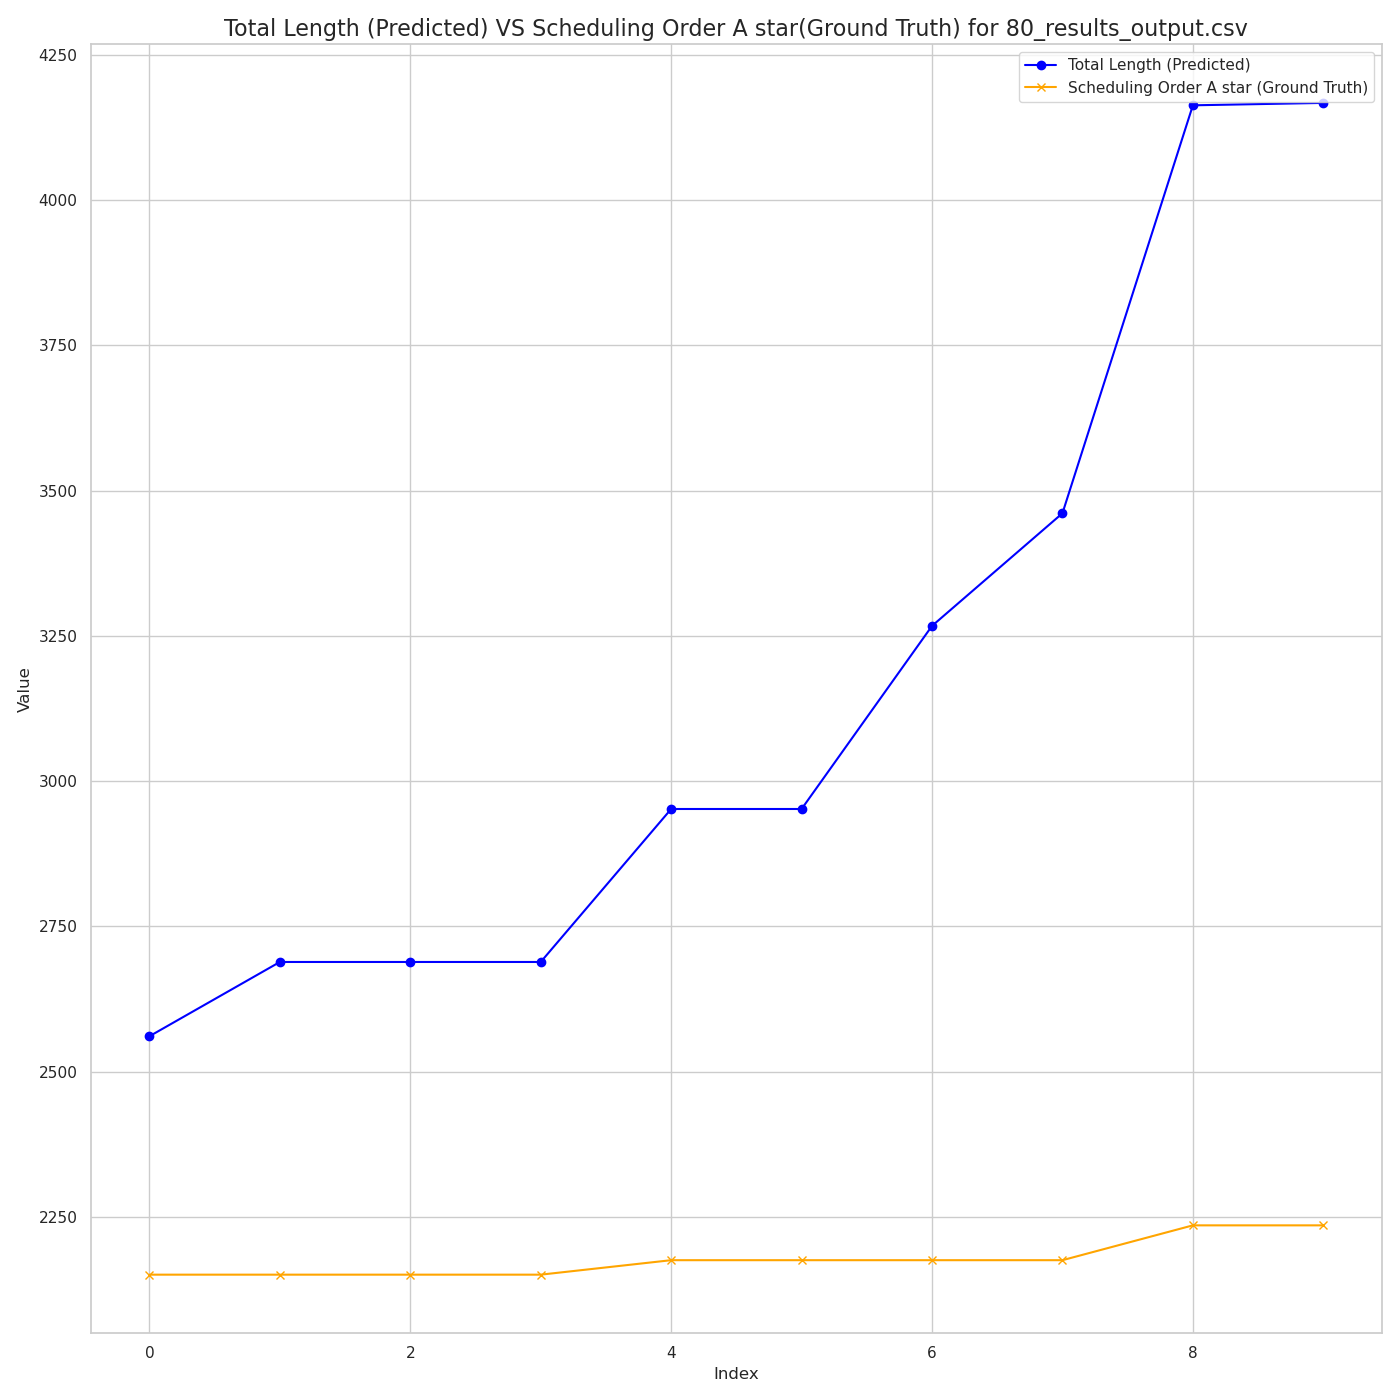 Total Length (Predicted) VS Scheduling Order A star(Ground Truth) for 80_results_output.csv
Total Length (Predicted)
Scheduling Order A star (Ground Truth)
4250
4000
3750
3500
3250
3000
2750
2500
2250
Value
0 2 4 6 8
Index